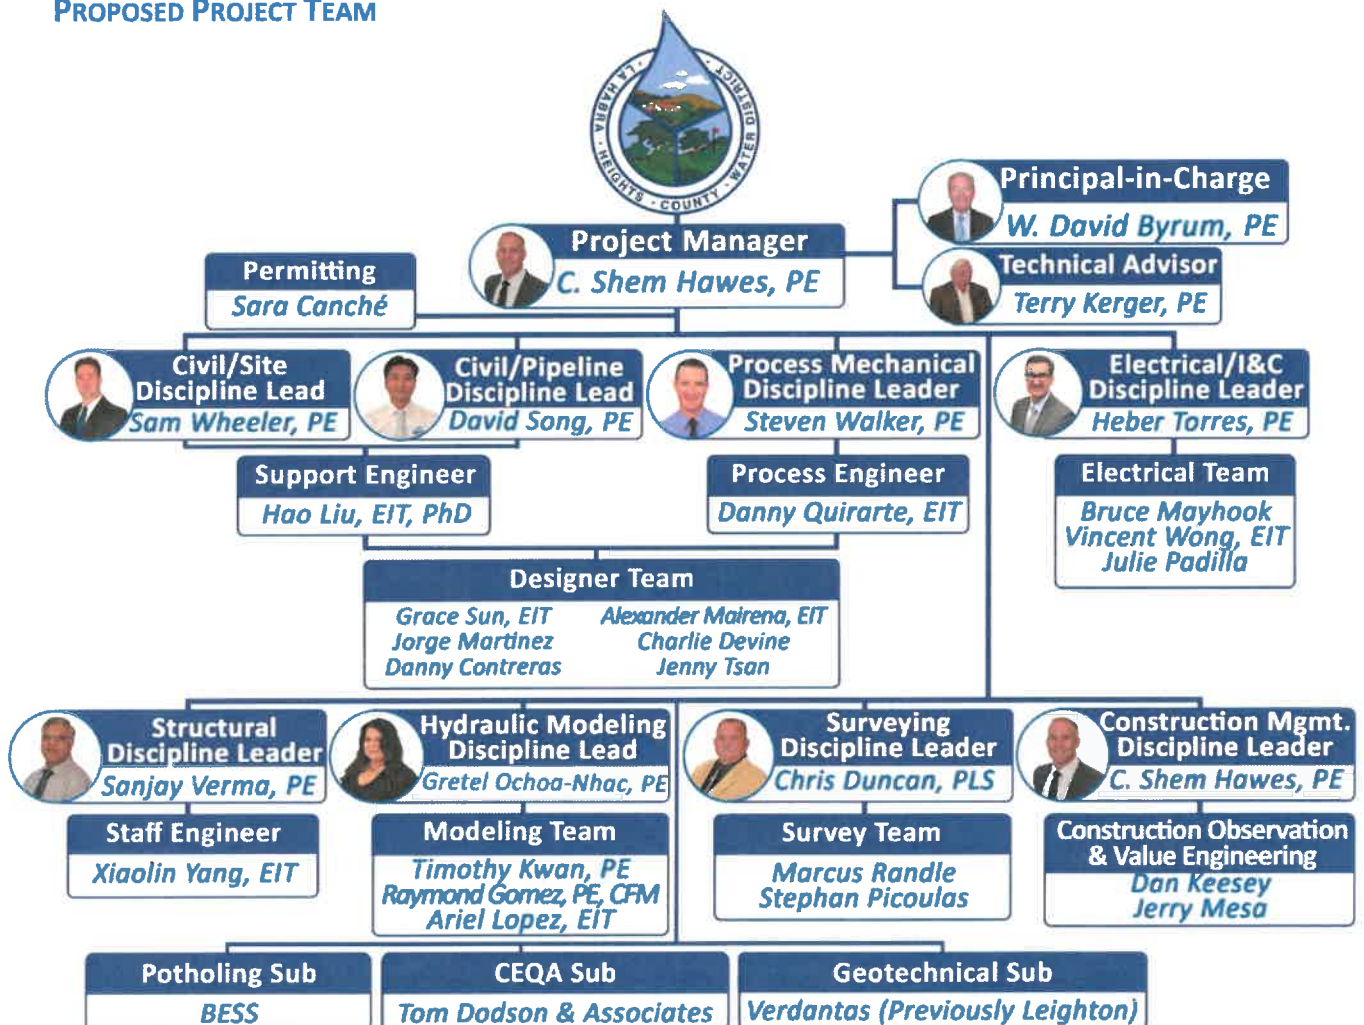 PROPOSED PROJECT TEAM
LA HABRA · HEIGHTS · COUNTY · WATER DISTRICT
Principal-in-Charge
W. David Byrum, PE
Project Manager
C. Shem Hawes, PE
Technical Advisor
Terry Kerger, PE
Permitting
Sara Canché
Civil/Site
Discipline Lead
Sam Wheeler, PE
Civil/Pipeline
Discipline Lead
David Song, PE
Process Mechanical
Discipline Leader
Steven Walker, PE
Electrical/I&C
Discipline Leader
Heber Torres, PE
Support Engineer
Hao Liu, EIT, PhD
Process Engineer
Danny Quirarte, EIT
Electrical Team
Bruce Mayhook
Vincent Wong, EIT
Julie Padilla
Designer Team
Grace Sun, EIT
Jorge Martinez
Danny Contreras
Alexander Mairena, EIT
Charlie Devine
Jenny Tsan
Structural
Discipline Leader
Sanjay Verma, PE
Hydraulic Modeling
Discipline Lead
Gretel Ochoa-Nhac, PE
Surveying
Discipline Leader
Chris Duncan, PLS
Construction Mgmt.
Discipline Leader
C. Shem Hawes, PE
Staff Engineer
Xiaolin Yang, EIT
Modeling Team
Timothy Kwan, PE
Raymond Gomez, PE, CFM
Ariel Lopez, EIT
Survey Team
Marcus Randle
Stephan Picoulas
Construction Observation
& Value Engineering
Dan Keesey
Jerry Mesa
Potholing Sub
BESS
CEQA Sub
Tom Dodson & Associates
Geotechnical Sub
Verdantas (Previously Leighton)